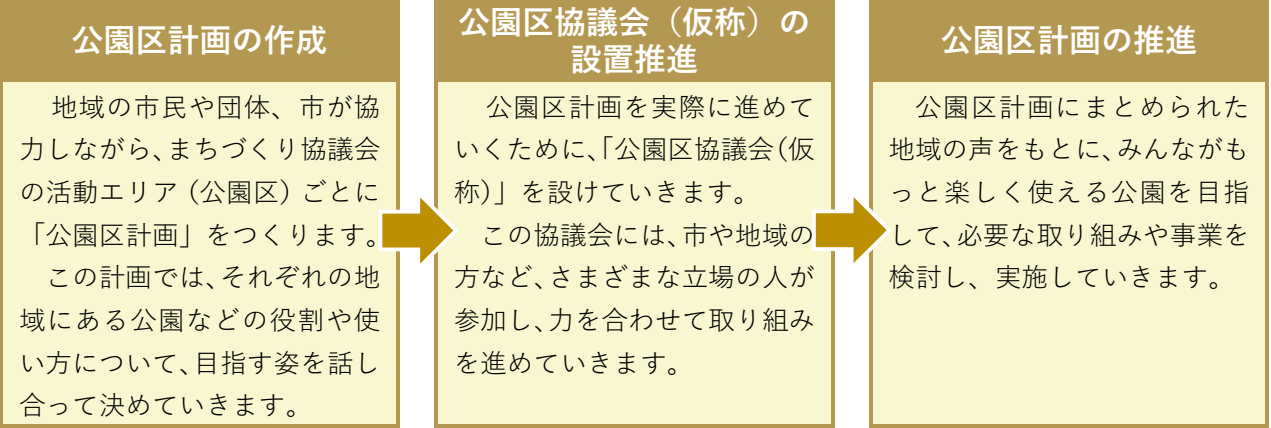 公園区計画の作成
地域の市民や団体、市が協
力しながら、まちづくり協議会
の活動エリア（公園区）ごとに
「公園区計画」をつくります。
この計画では、それぞれの地
域にある公園などの役割や使
い方について、目指す姿を話し
合って決めていきます。
公園区協議会（仮称）の
設置推進
公園区計画を実際に進めて
いくために、「公園区協議会(仮
称)」を設けていきます。
この協議会には、市や地域の
方など、さまざまな立場の人が
参加し、力を合わせて取り組み
を進めていきます。
公園区計画の推進
公園区計画にまとめられた
地域の声をもとに、みんながも
っと楽しく使える公園を目指
して、必要な取り組みや事業を
検討し、実施していきます。